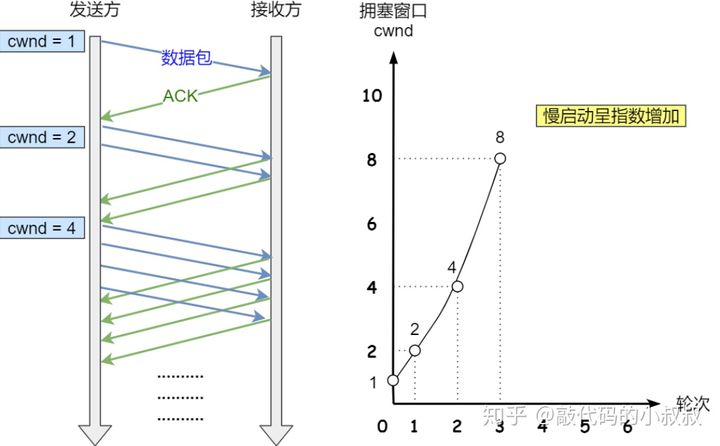 发送方
接收方
cwnd = 1
数据包
ACK
cwnd = 2
cwnd = 4
..........
..........
..........
拥塞窗口
cwnd
慢启动呈指数增加
10
8
6
4
2
1
8
4
2
0 1 2 3 4 5 6
轮次
知乎 @敲代码的小叔叔